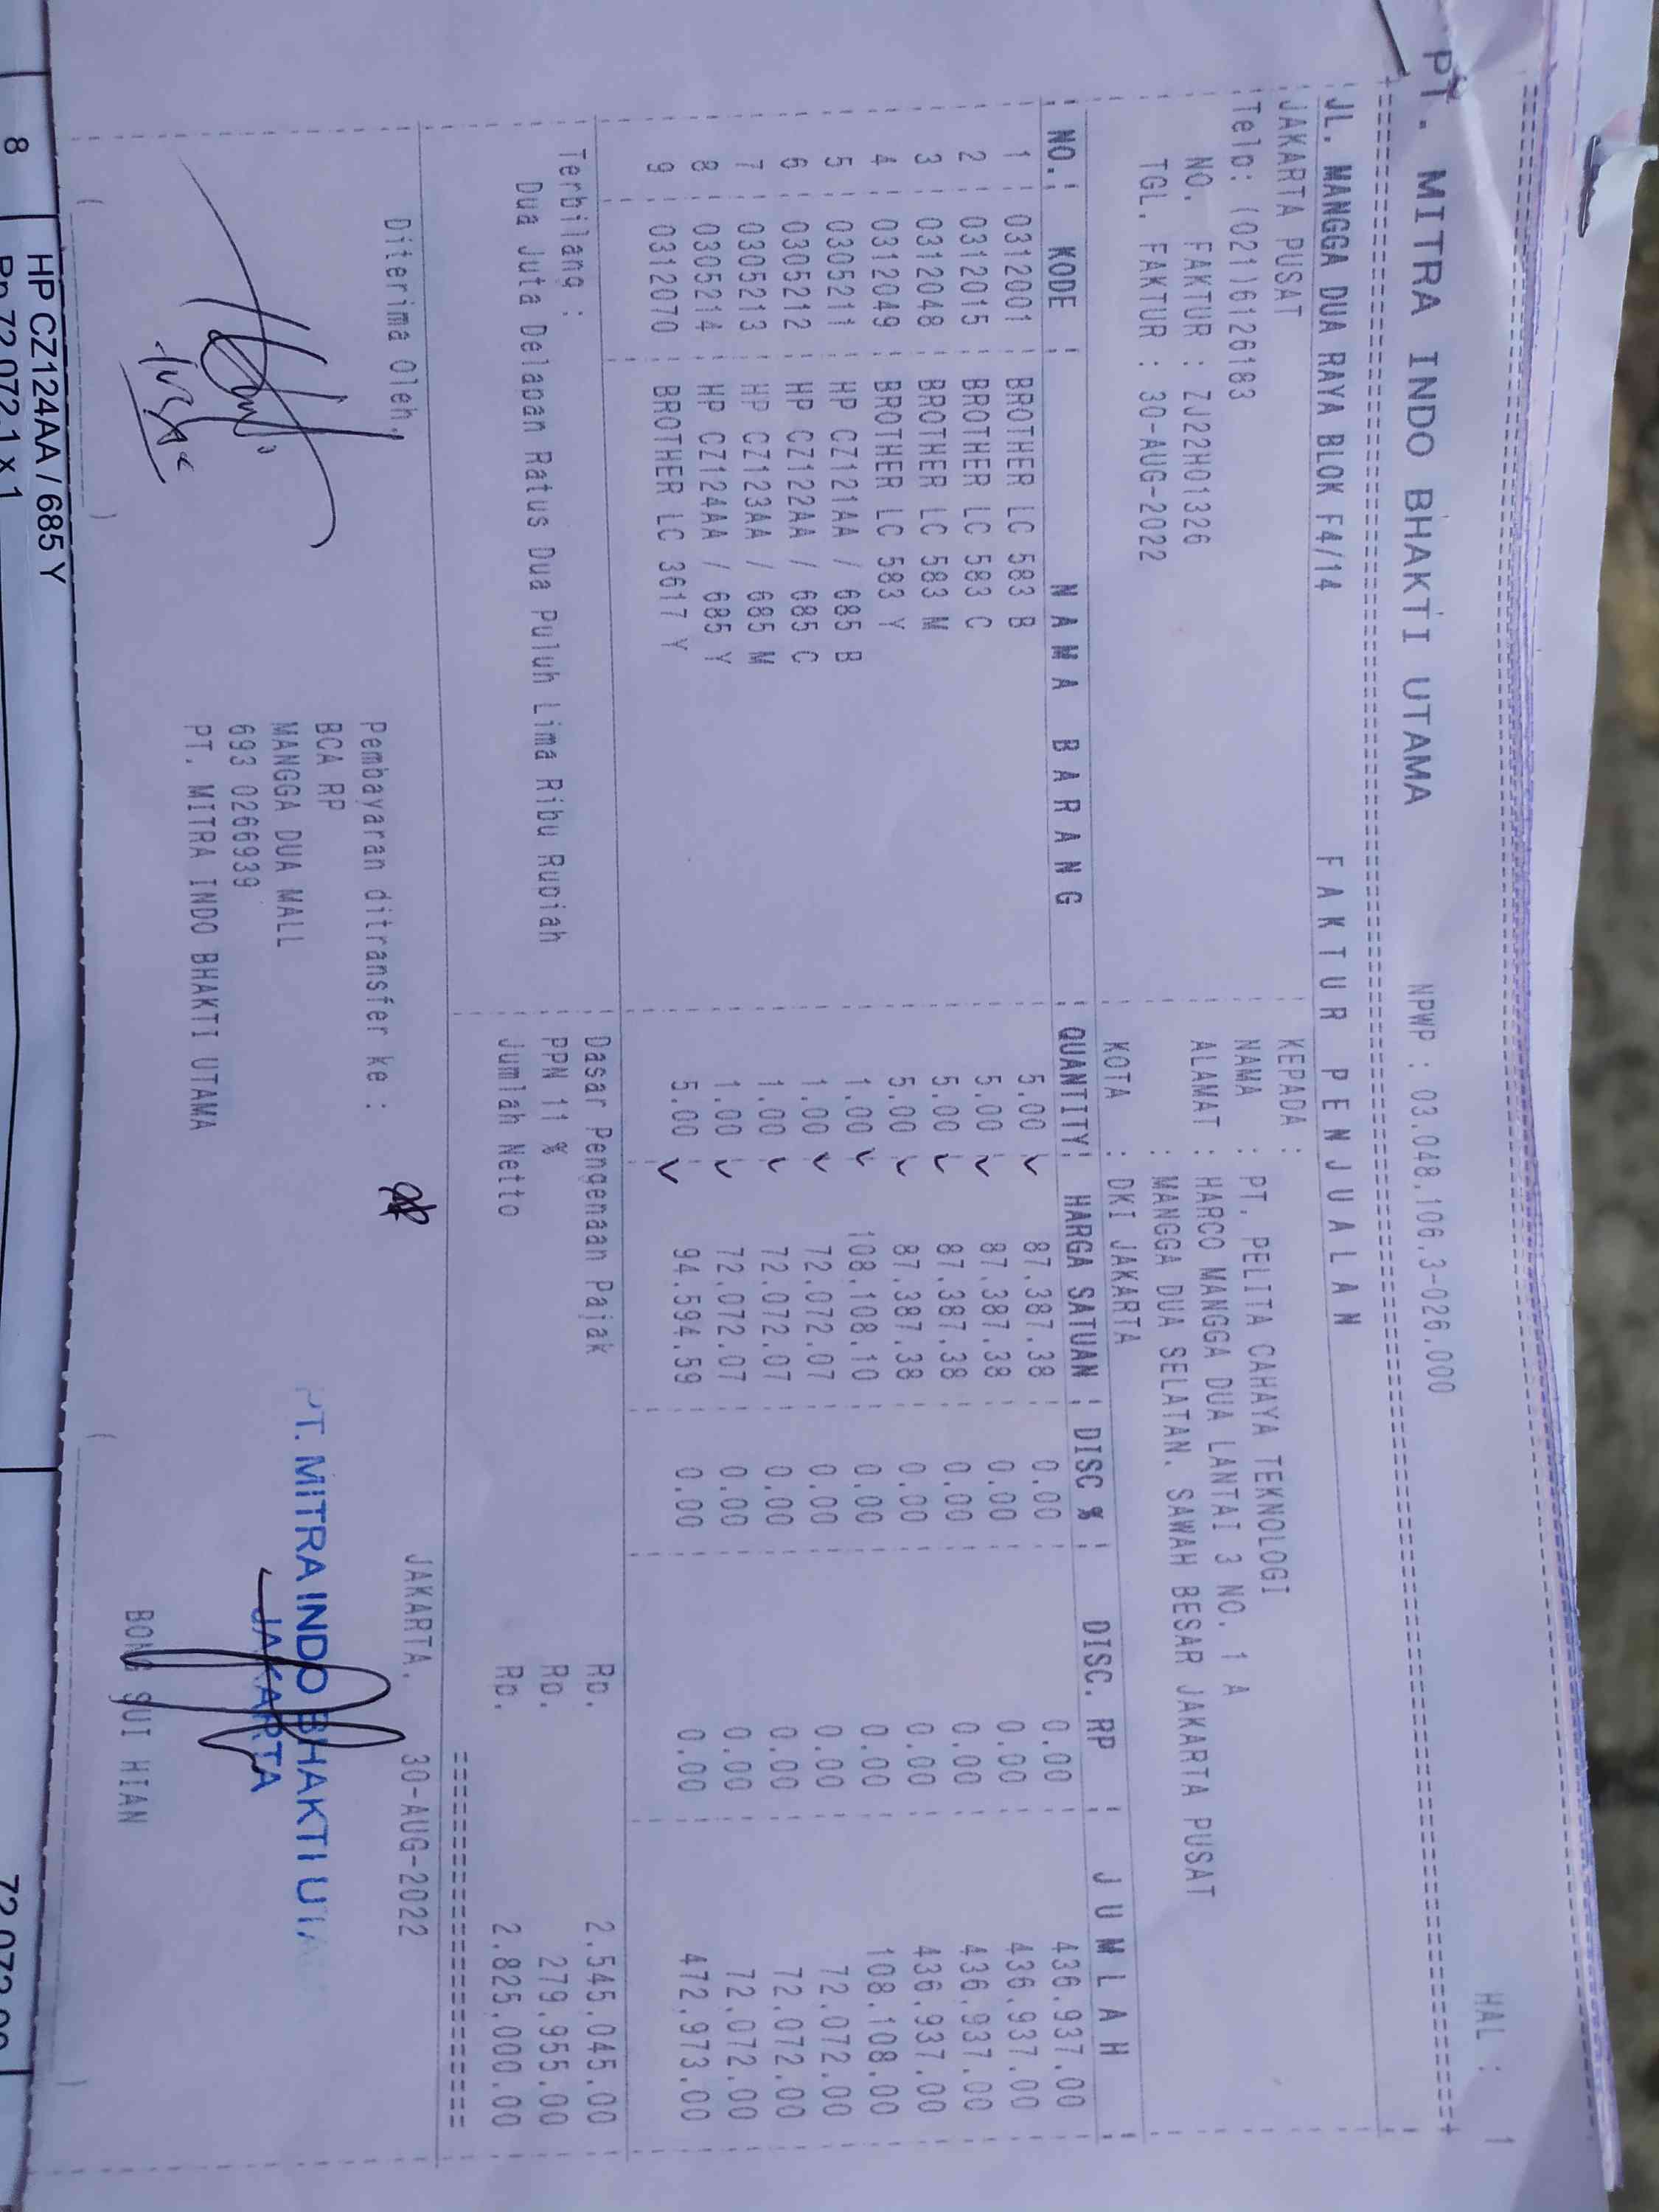 HAL : 1
PT. MITRA INDO BHAKTI UTAMA NPWP : 03.048.106.3-026.000
JL. MANGGA DUA RAYA BLOK F4/14 F A K T U R P E N J U A L A N
JAKARTA PUSAT KEPADA :
Telp: (021)6126183 NAMA : PT. PELITA CAHAYA TEKNOLOGI
NO. FAKTUR : ZJ22H01326 ALAMAT : HARCO MANGGA DUA LANTAI 3 NO. 1 A
TGL. FAKTUR : 30-AUG-2022 : MANGGA DUA SELATAN. SAWAH BESAR JAKARTA PUSAT
KOTA : DKI JAKARTA
NO. KODE N A M A B A R A N G QUANTITY HARGA SATUAN DISC % DISC. RP J U M L A H
1 0312001 BROTHER LC 583 B 5.00 87.387.38 0.00 0.00 436.937.00
2 0312015 BROTHER LC 583 C 5.00 87.387.38 0.00 0.00 436.937.00
3 0312048 BROTHER LC 583 M 5.00 87.387.38 0.00 0.00 436.937.00
4 0312049 BROTHER LC 583 Y 5.00 87.387.38 0.00 0.00 436.937.00
5 0305211 HP CZ121AA / 685 B 1.00 108.108.10 0.00 0.00 108.108.00
6 0305212 HP CZ122AA / 685 C 1.00 72.072.07 0.00 0.00 72.072.00
7 0305213 HP CZ123AA / 685 M 1.00 72.072.07 0.00 0.00 72.072.00
8 0305214 HP CZ124AA / 685 Y 1.00 72.072.07 0.00 0.00 72.072.00
9 0312070 BROTHER LC 3617 Y 5.00 94.594.59 0.00 0.00 472.973.00
Terbilang : Dasar Pengenaan Pajak Rp. 2.545.045.00
Dua Juta Delapan Ratus Dua Puluh Lima Ribu Rupiah PPN 11 % Rp. 279.955.00
Jumlah Netto Rp. 2.825.000.00
JAKARTA. 30-AUG-2022
Diterima Oleh, Pembayaran ditransfer ke :
BCA RP
MANGGA DUA MALL
693 0266939
PT. MITRA INDO BHAKTI UTAMA
PT. MITRA INDO BHAKTI UTA
JAKARTA
BONG SUI HIAN
8 HP CZ124AA / 685 Y
Rp 72.072.1 x 1